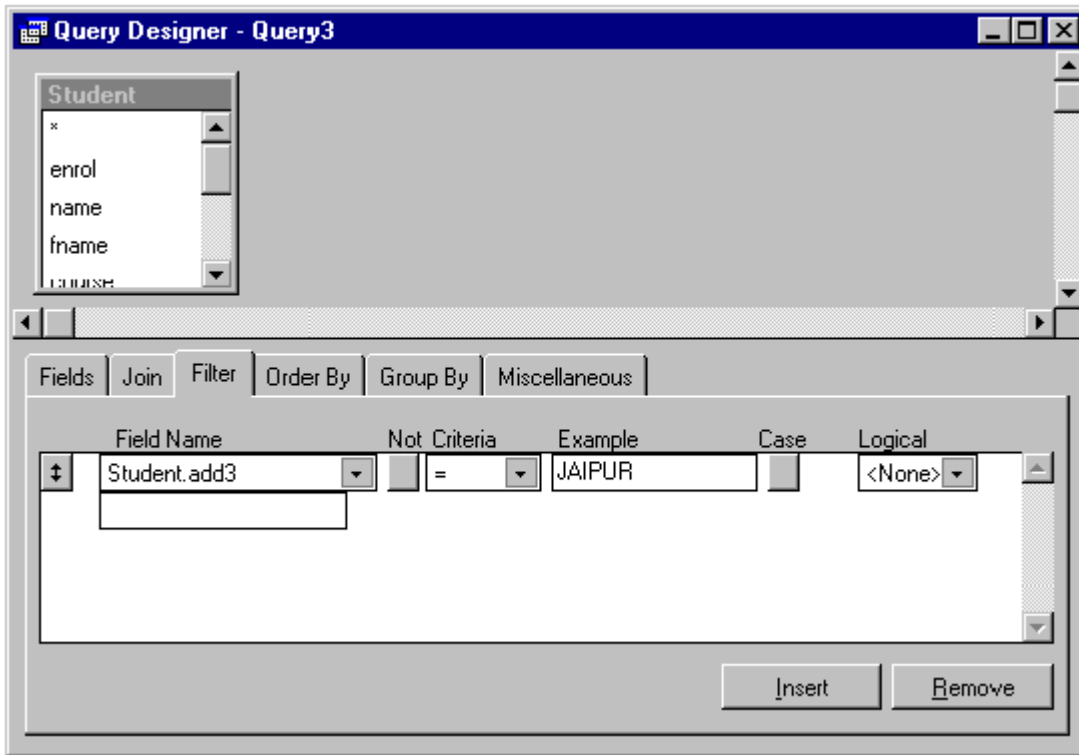 Query Designer - Query3
Student
*
enrol
name
fname
course
Fields Join Filter Order By Group By Miscellaneous
Field Name Not Criteria Example Case Logical
Student.add3 = JAIPUR <None>
Insert Remove